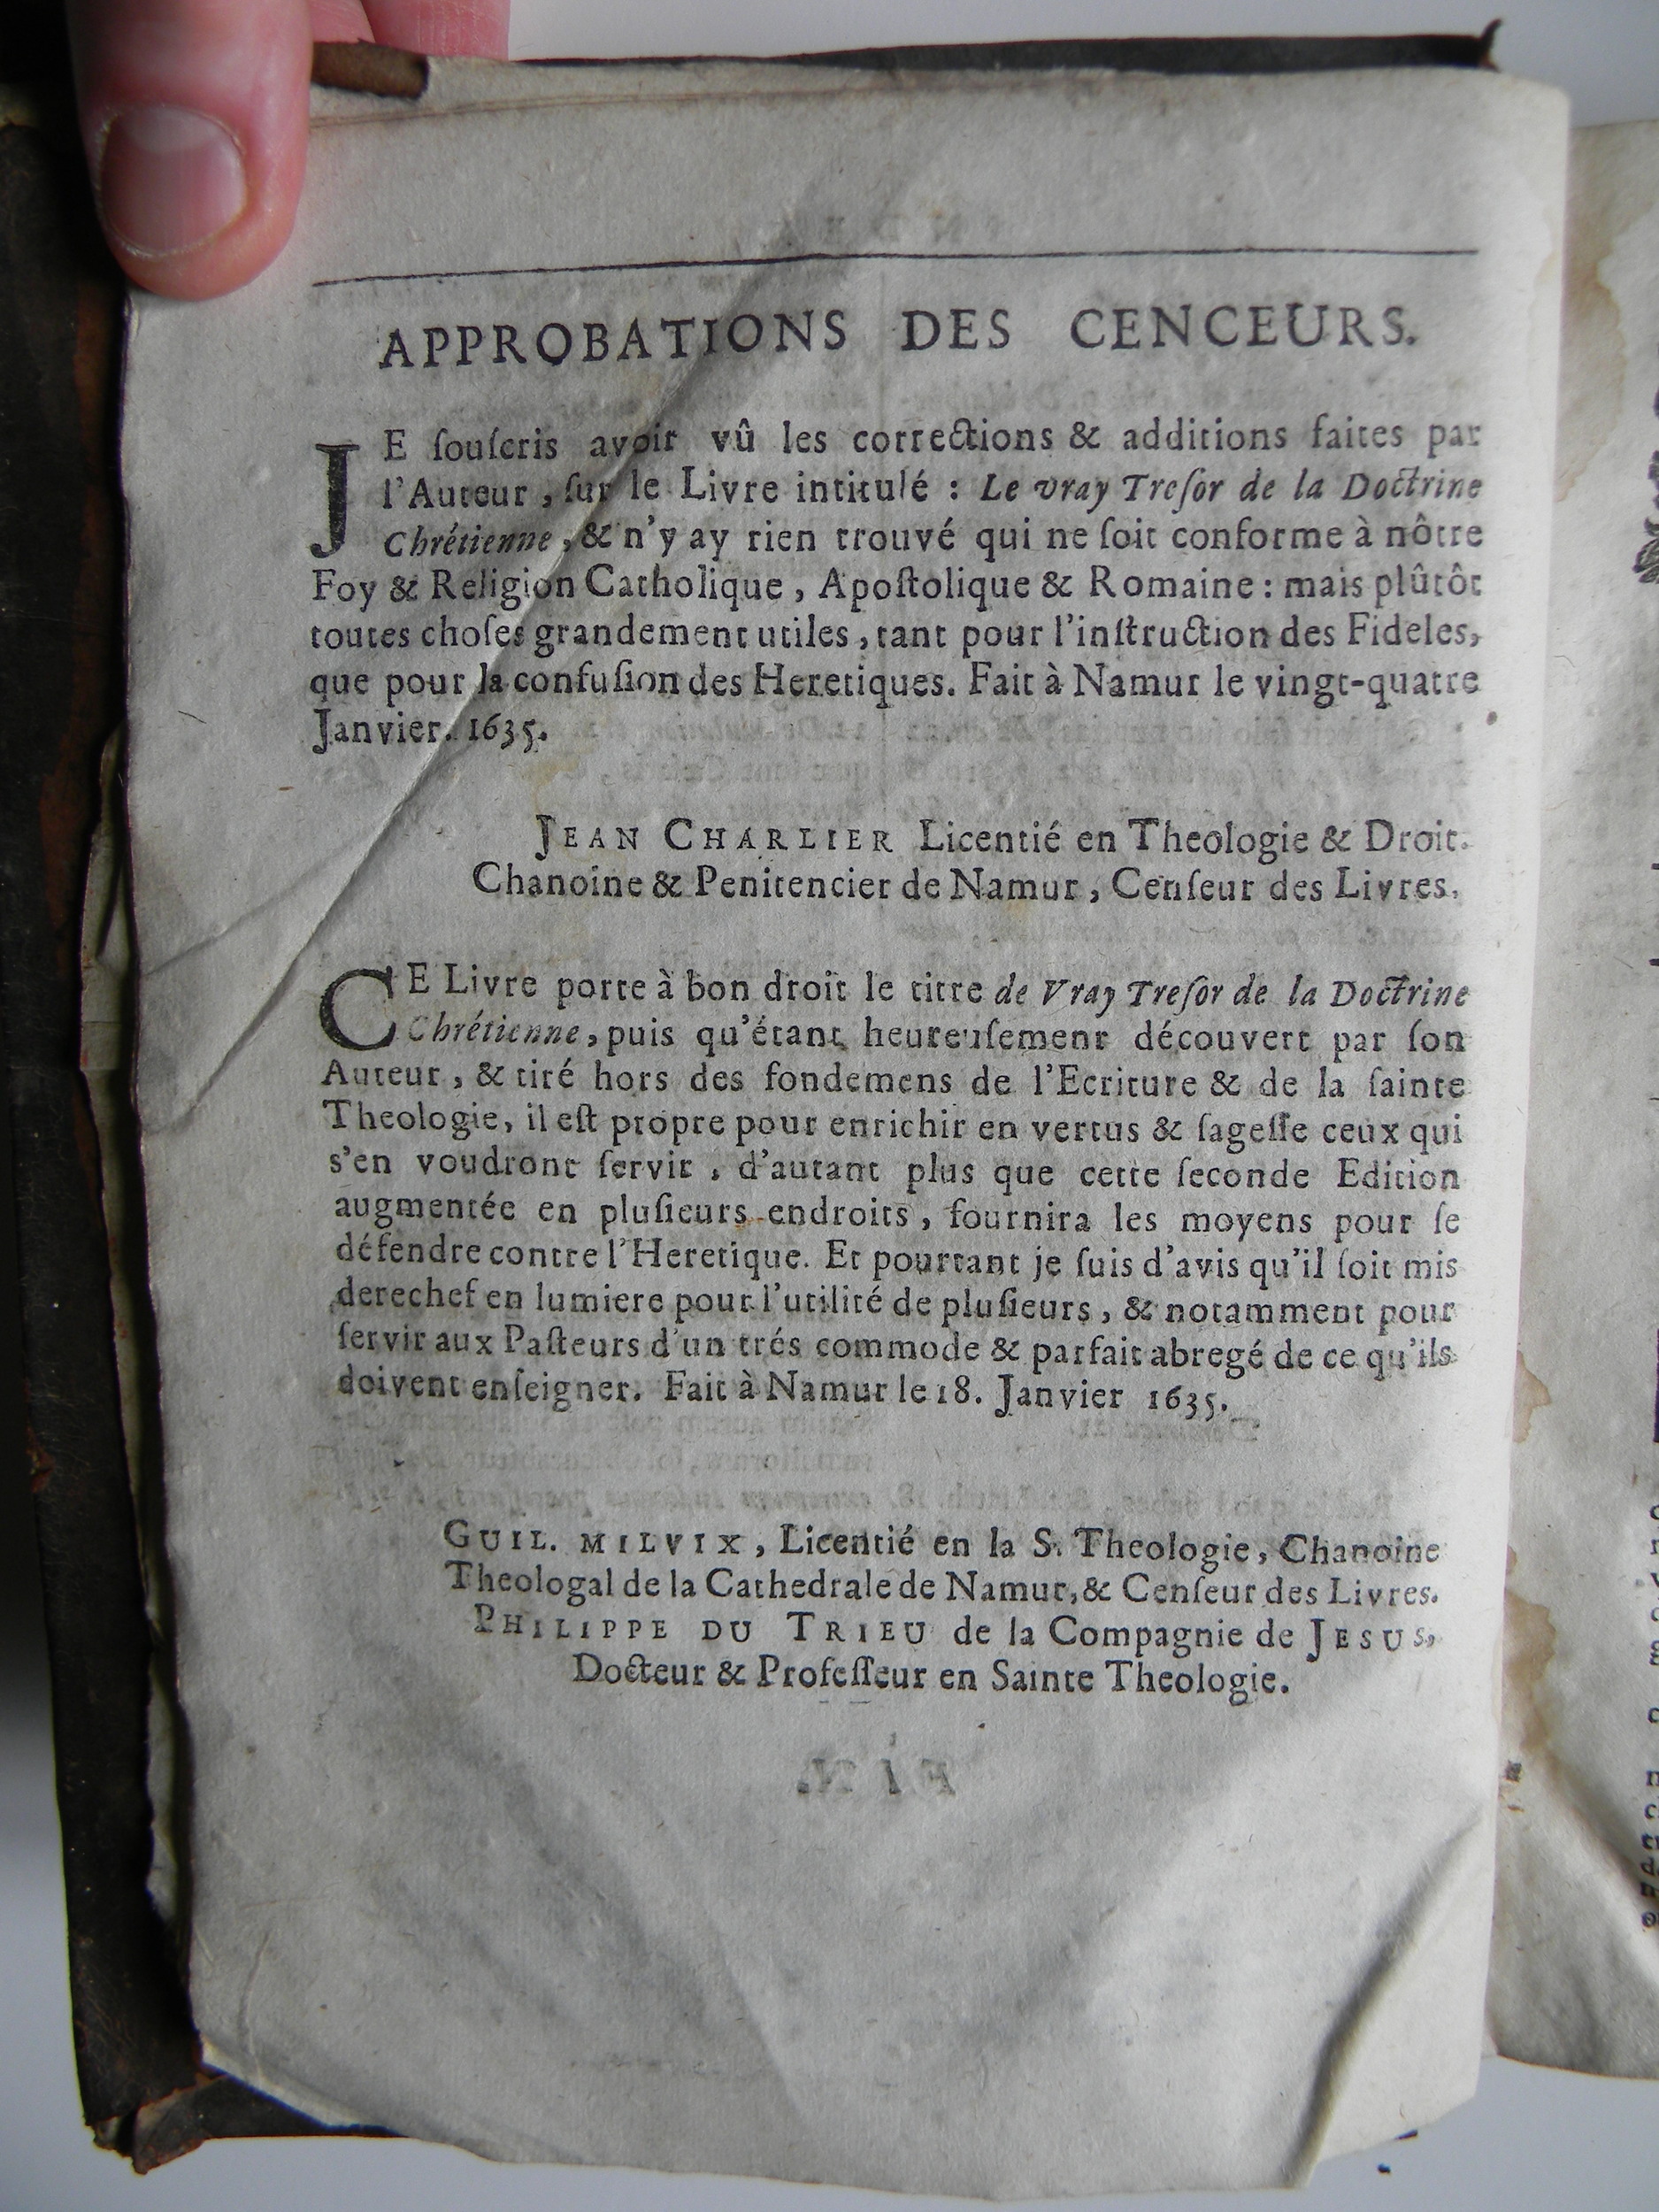 APPROBATIONS DES CENCEURS.
JE ſouſcris avoir vû les corrections & additions faites par
l'Auteur, ſur le Livre intitulé : Le vray Treſor de la Doctrine
Chrétienne, & n'y ay rien trouvé qui ne ſoit conforme à nôtre
Foy & Religion Catholique, Apoſtolique & Romaine : mais plûtôt
toutes choſes grandement utiles, tant pour l'inſtruction des Fideles,
que pour la confuſion des Heretiques. Fait à Namur le vingt-quatre
Janvier. 1635.
JEAN CHARLIER Licentié en Theologie & Droit.
Chanoine & Penitencier de Namur, Cenſeur des Livres.
CE Livre porte à bon droit le titre de Vray Treſor de la Doctrine
Chrétienne, puis qu'étant heureuſement découvert par ſon
Auteur, & tiré hors des fondemens de l'Ecriture & de la ſainte
Theologie, il eſt propre pour enrichir en vertus & ſageſſe ceux qui
s'en voudront ſervir, d'autant plus que cette ſeconde Edition
augmentée en pluſieurs endroits, fournira les moyens pour ſe
défendre contre l'Heretique. Et pourtant je ſuis d'avis qu'il ſoit mis
derechef en lumiere pour l'utilité de pluſieurs, & notamment pour
ſervir aux Paſteurs d'un trés commode & parfait abregé de ce qu'ils
doivent enſeigner. Fait à Namur le 18. Janvier 1635.
GUIL. MILVIX, Licentié en la S. Theologie, Chanoine
Theologal de la Cathedrale de Namur, & Cenſeur des Livres.
PHILIPPE DU TRIEU de la Compagnie de JESUS,
Docteur & Profeſſeur en Sainte Theologie.